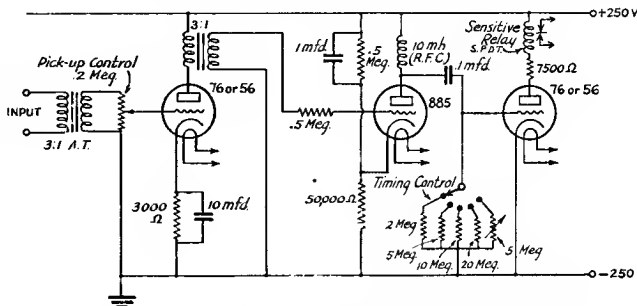 +250 V.
3:1
Sensitive
Relay
S.P.D.T.
.1 mfd.
.5
Meg.
10 mh
(R.F.C)
.1 mfd.
7500Ω
Pick-up Control
.2 Meg.
76 or 56
885
76 or 56
INPUT
3:1 A.T.
.5 Meg.
3000
Ω
10 mfd.
50,000
Ω
Timing Control
2 Meg
5 Meg.
10 Meg.
20 Meg.
5
Meg.
-250